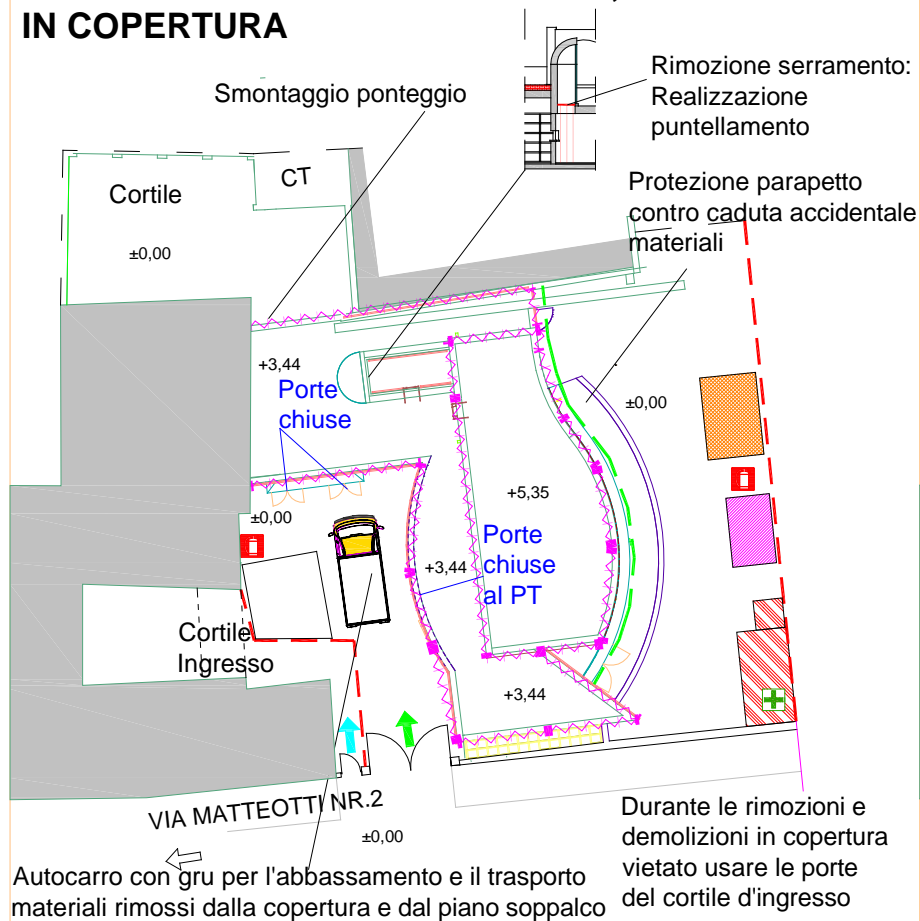 IN COPERTURA
Smontaggio ponteggio
Rimozione serramento:
Realizzazione
puntellamento
Protezione parapetto
contro caduta accidentale
materiali
Cortile
CT
±0,00
+3,44
Porte
chiuse
±0,00
±0,00
+5,35
+3,44
Porte
chiuse
al PT
Cortile
Ingresso
+3,44
VIA MATTEOTTI NR.2
±0,00
Durante le rimozioni e
demolizioni in copertura
vietato usare le porte
del cortile d'ingresso
Autocarro con gru per l'abbassamento e il trasporto
materiali rimossi dalla copertura e dal piano soppalco